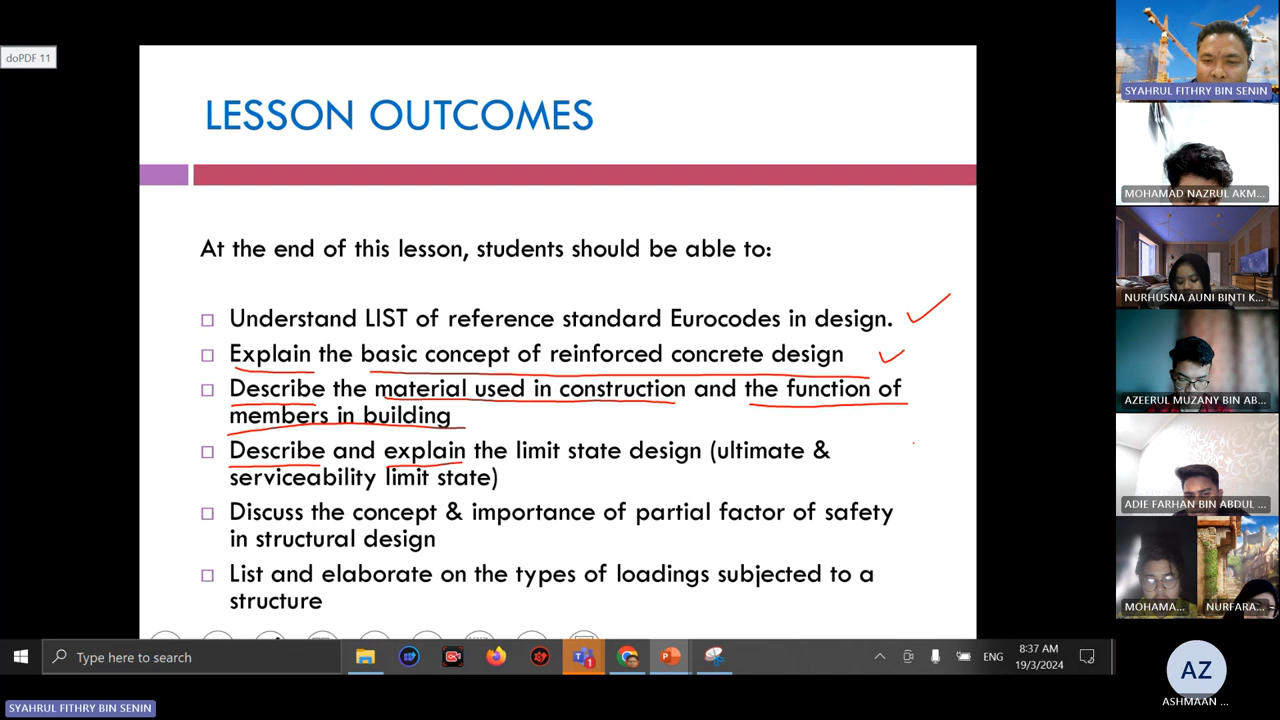 doPDF 11
LESSON OUTCOMES
At the end of this lesson, students should be able to:
Understand LIST of reference standard Eurocodes in design.
Explain the basic concept of reinforced concrete design
Describe the material used in construction and the function of
members in building
Describe and explain the limit state design (ultimate &
serviceability limit state)
Discuss the concept & importance of partial factor of safety
in structural design
List and elaborate on the types of loadings subjected to a
structure
SYAHRUL FITHRY BIN SENIN
MOHAMAD NAZRUL AKM...
NURHUSNA AUNI BINTI K...
AZEERUL MUZANY BIN AB...
ADIE FARHAN BIN ABDUL ...
MOHAMA... NURFARA...
AZ
ASHMAAN ...
Type here to search
1
ENG
8:37 AM
19/3/2024
SYAHRUL FITHRY BIN SENIN